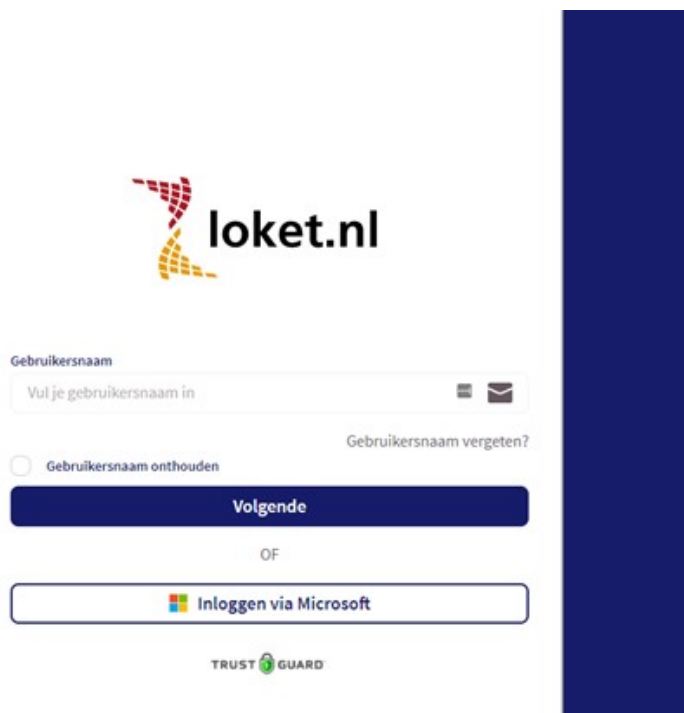 loket.nl
Gebruikersnaam
Vul je gebruikersnaam in
Gebruikersnaam vergeten?
Gebruikersnaam onthouden
Volgende
OF
Inloggen via Microsoft
TRUST GUARD